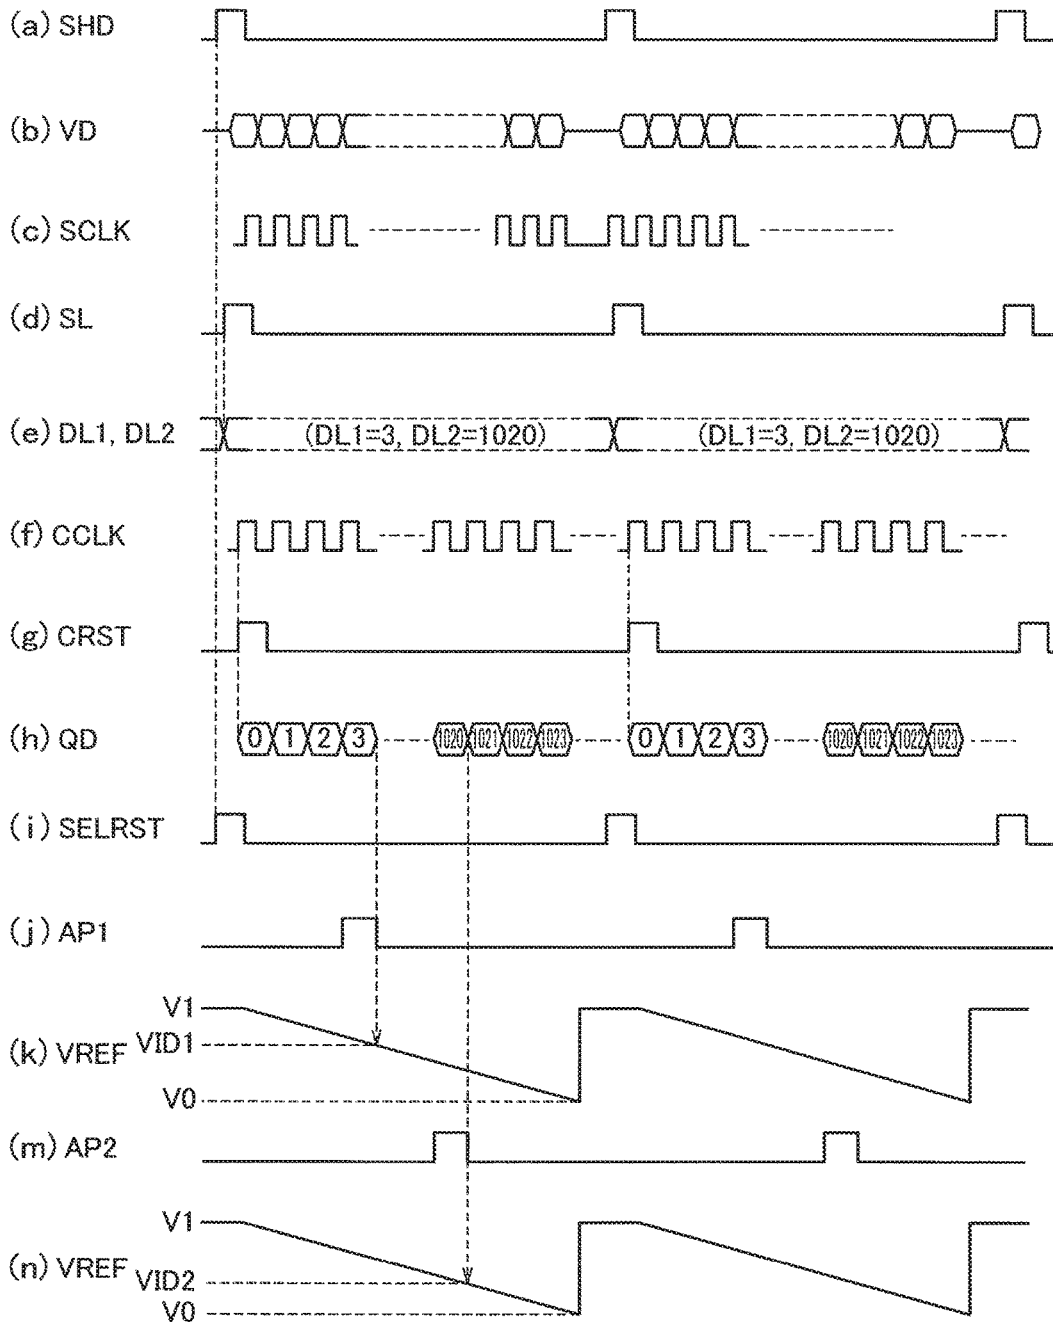 (a) SHD
(b) VD
(c) SCLK
(d) SL
(e) DL1, DL2 (DL1=3, DL2=1020) (DL1=3, DL2=1020)
(f) CCLK
(g) CRST
(h) QD 0 1 2 3 1020 1021 1022 1023 0 1 2 3 1020 1021 1022 1023
(i) SELRST
(j) AP1
V1
(k) VREF VID1
V0
(m) AP2
V1
(n) VREF VID2
V0